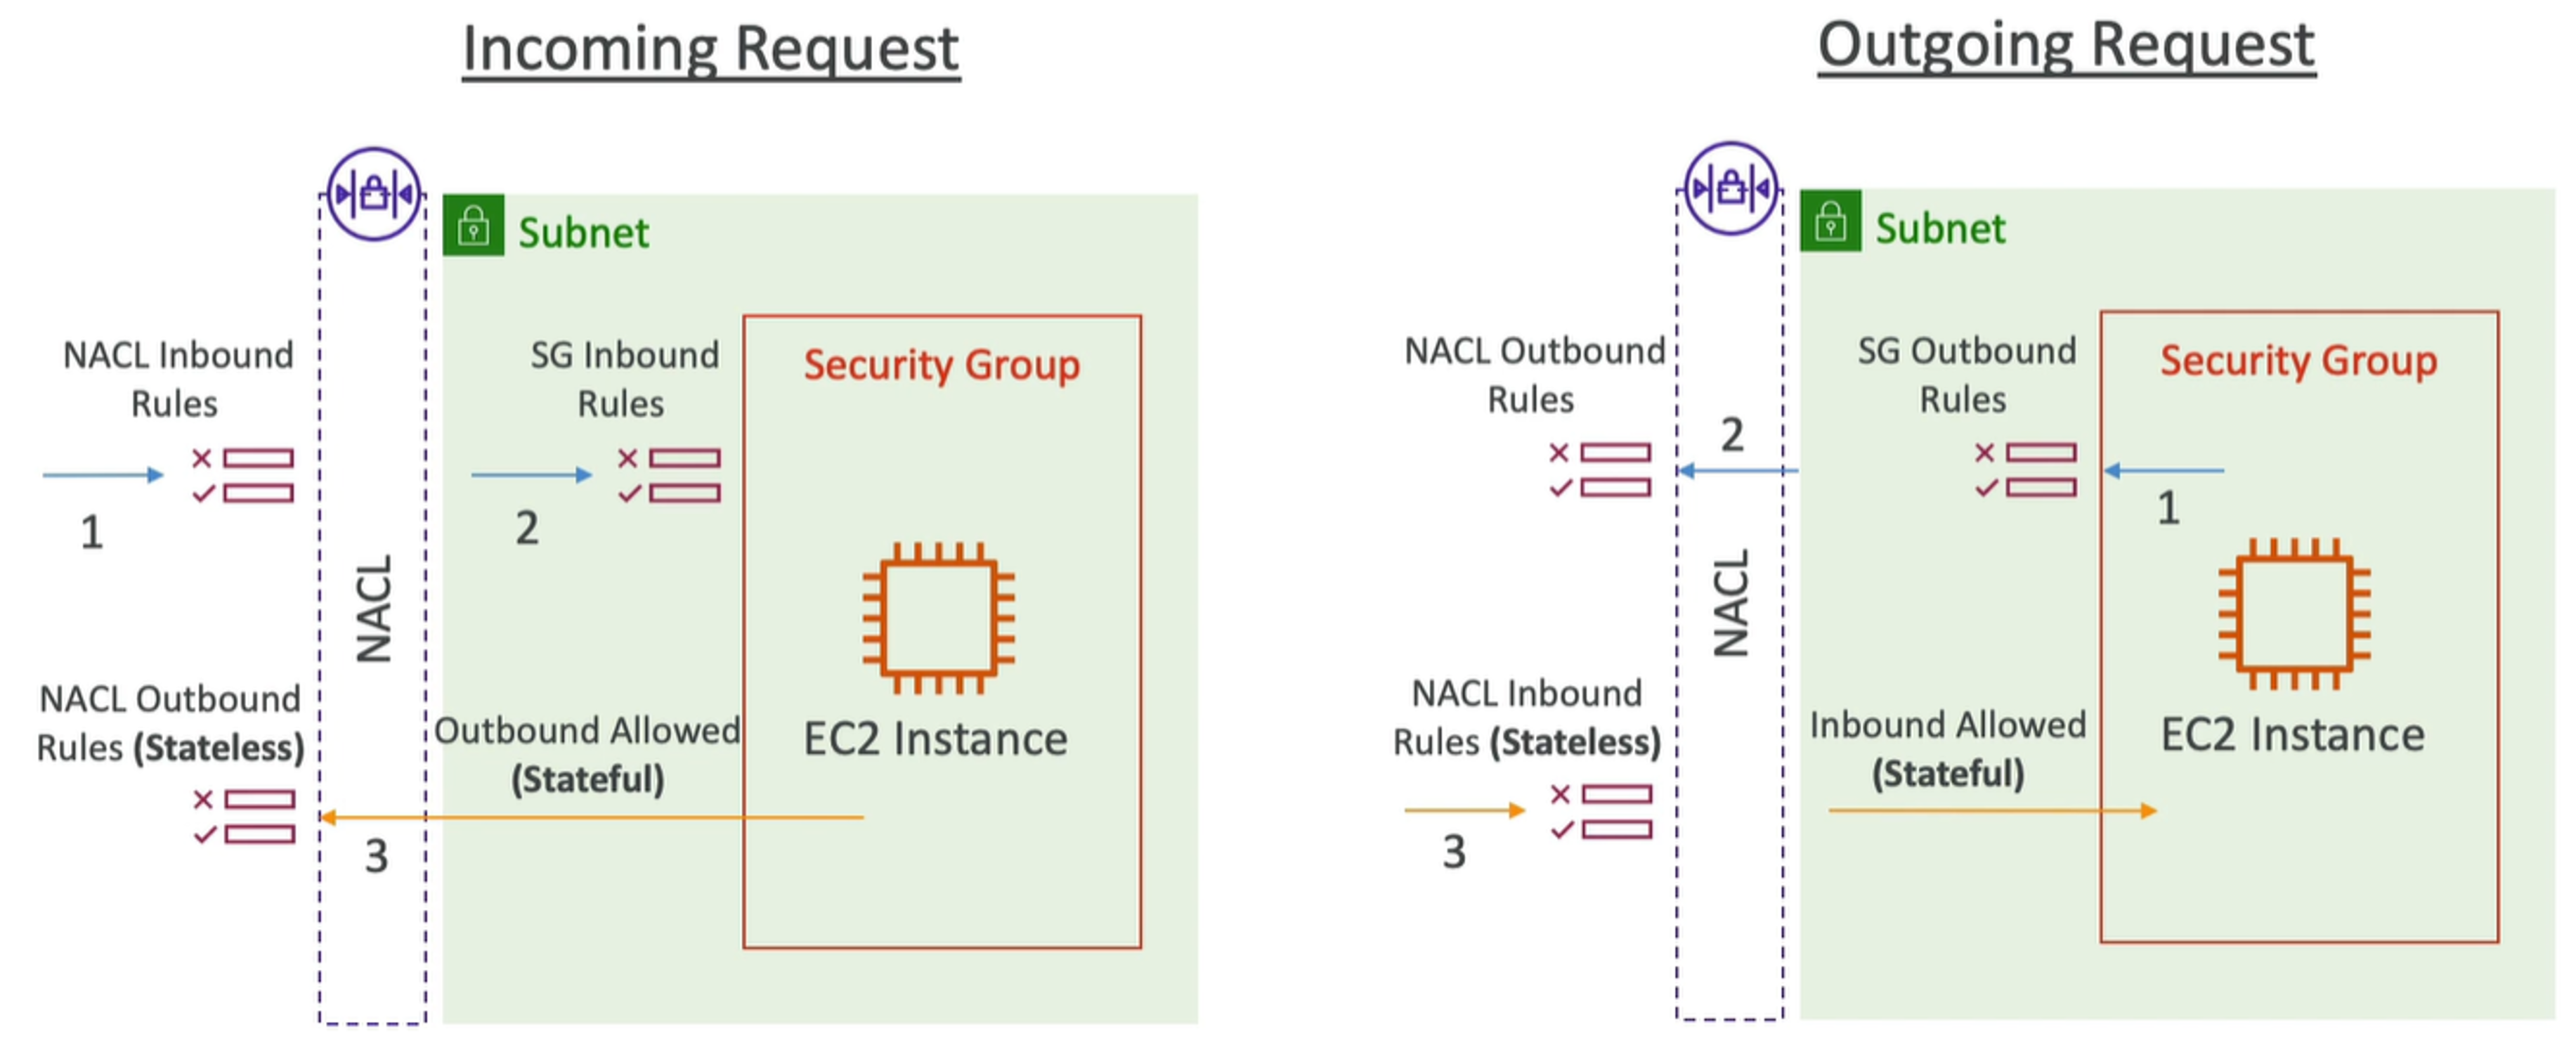 Incoming Request
Subnet
NACL Inbound
Rules
SG Inbound
Rules
Security Group
1
2
NACL
NACL Outbound
Rules (Stateless)
Outbound Allowed
(Stateful)
EC2 Instance
3
Outgoing Request
Subnet
NACL Outbound
Rules
SG Outbound
Rules
Security Group
2
1
NACL
NACL Inbound
Rules (Stateless)
Inbound Allowed
(Stateful)
EC2 Instance
3